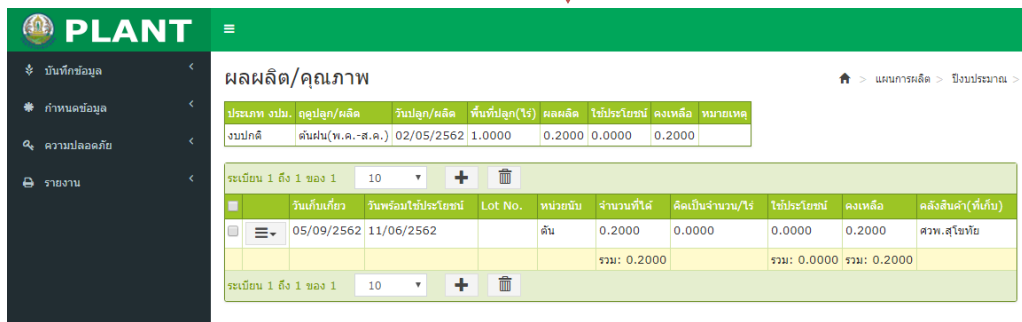 PLANT
บันทึกข้อมูล
กำหนดข้อมูล
ความปลอดภัย
รายงาน
ผลผลิต/คุณภาพ
> แผนการผลิต > ปีงบประมาณ >
ประเภท งปม. ฤดูปลูก/ผลิต วันปลูก/ผลิต พื้นที่ปลูก(ไร่) ผลผลิต ใช้ประโยชน์ คงเหลือ หมายเหตุ
งบปกติ ต้นฝน(พ.ค.-ส.ค.) 02/05/2562 1.0000 0.2000 0.0000 0.2000
ระเบียน 1 ถึง 1 ของ 1 10
วันเก็บเกี่ยว วันพร้อมใช้ประโยชน์ Lot No. หน่วยนับ จำนวนที่ได้ คิดเป็นจำนวน/ไร่ ใช้ประโยชน์ คงเหลือ คลังสินค้า(ที่เก็บ)
05/09/2562 11/06/2562 ตัน 0.2000 0.0000 0.0000 0.2000 ศวพ.สุโขทัย
รวม: 0.2000 รวม: 0.0000 รวม: 0.2000
ระเบียน 1 ถึง 1 ของ 1 10